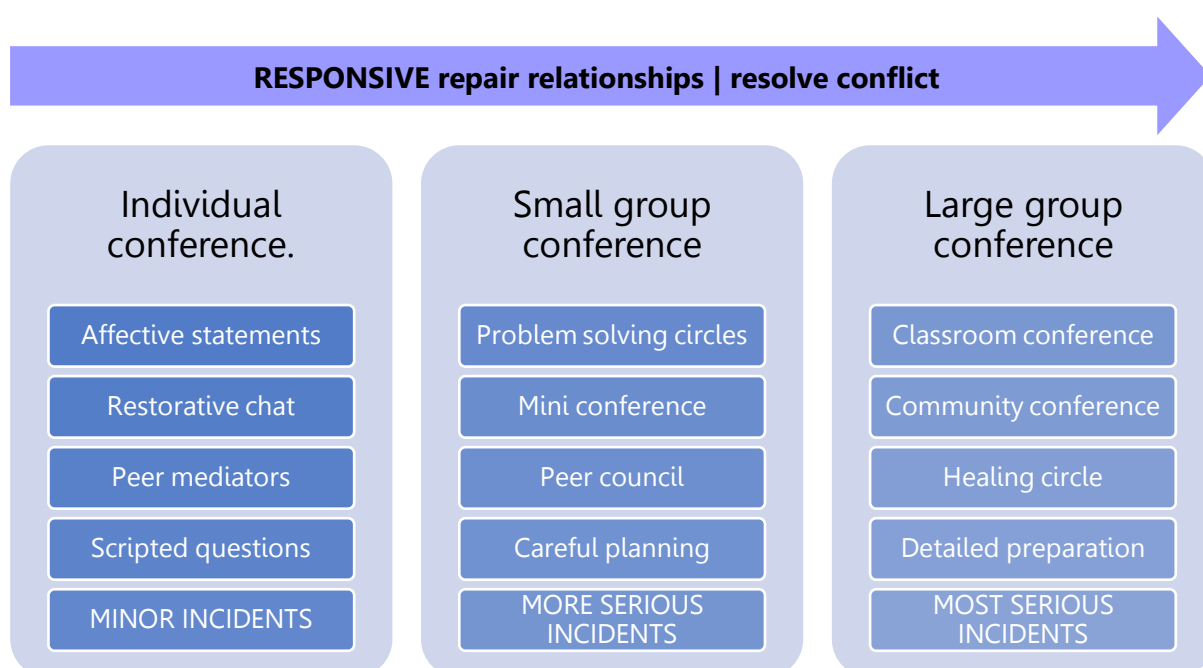 RESPONSIVE repair relationships | resolve conflict
Individual
conference.
Affective statements
Restorative chat
Peer mediators
Scripted questions
MINOR INCIDENTS
Small group
conference
Problem solving circles
Mini conference
Peer council
Careful planning
MORE SERIOUS
INCIDENTS
Large group
conference
Classroom conference
Community conference
Healing circle
Detailed preparation
MOST SERIOUS
INCIDENTS